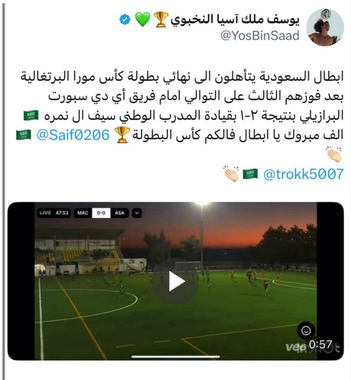 يوسف ملك آسيا النخبوي🏆💚
@YosBinSaad
ابطال السعودية يتأهلون الى نهائي بطولة كأس مورا البرتغالية
بعد فوزهم الثالث على التوالي امام فريق أي دي سبورت
البرازيلي بنتيجة ٢-١ بقيادة المدرب الوطني سيف ال نمره 🇸🇦
الف مبروك يا ابطال فالكم كأس البطولة🏆 @Saif0206 🇸🇦
👏🏻
@trokk5007 🇸🇦 👏🏻
LIVE 47:53 MAC 0-0 ASA
0:57